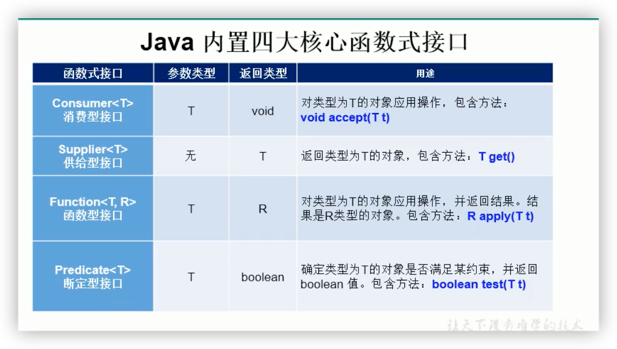 Java 内置四大核心函数式接口
函数式接口 参数类型 返回类型 用途
Consumer<T>
消费型接口
T
void
对类型为T的对象应用操作，包含方法：
void accept(T t)
Supplier<T>
供给型接口
无
T
返回类型为T的对象，包含方法：T get()
Function<T, R>
函数型接口
T
R
对类型为T的对象应用操作，并返回结果。结
果是R类型的对象。包含方法：R apply(T t)
Predicate<T>
断定型接口
T
boolean
确定类型为T的对象是否满足某约束，并返回
boolean 值。包含方法：boolean test(T t)
让天下没有难学的技术